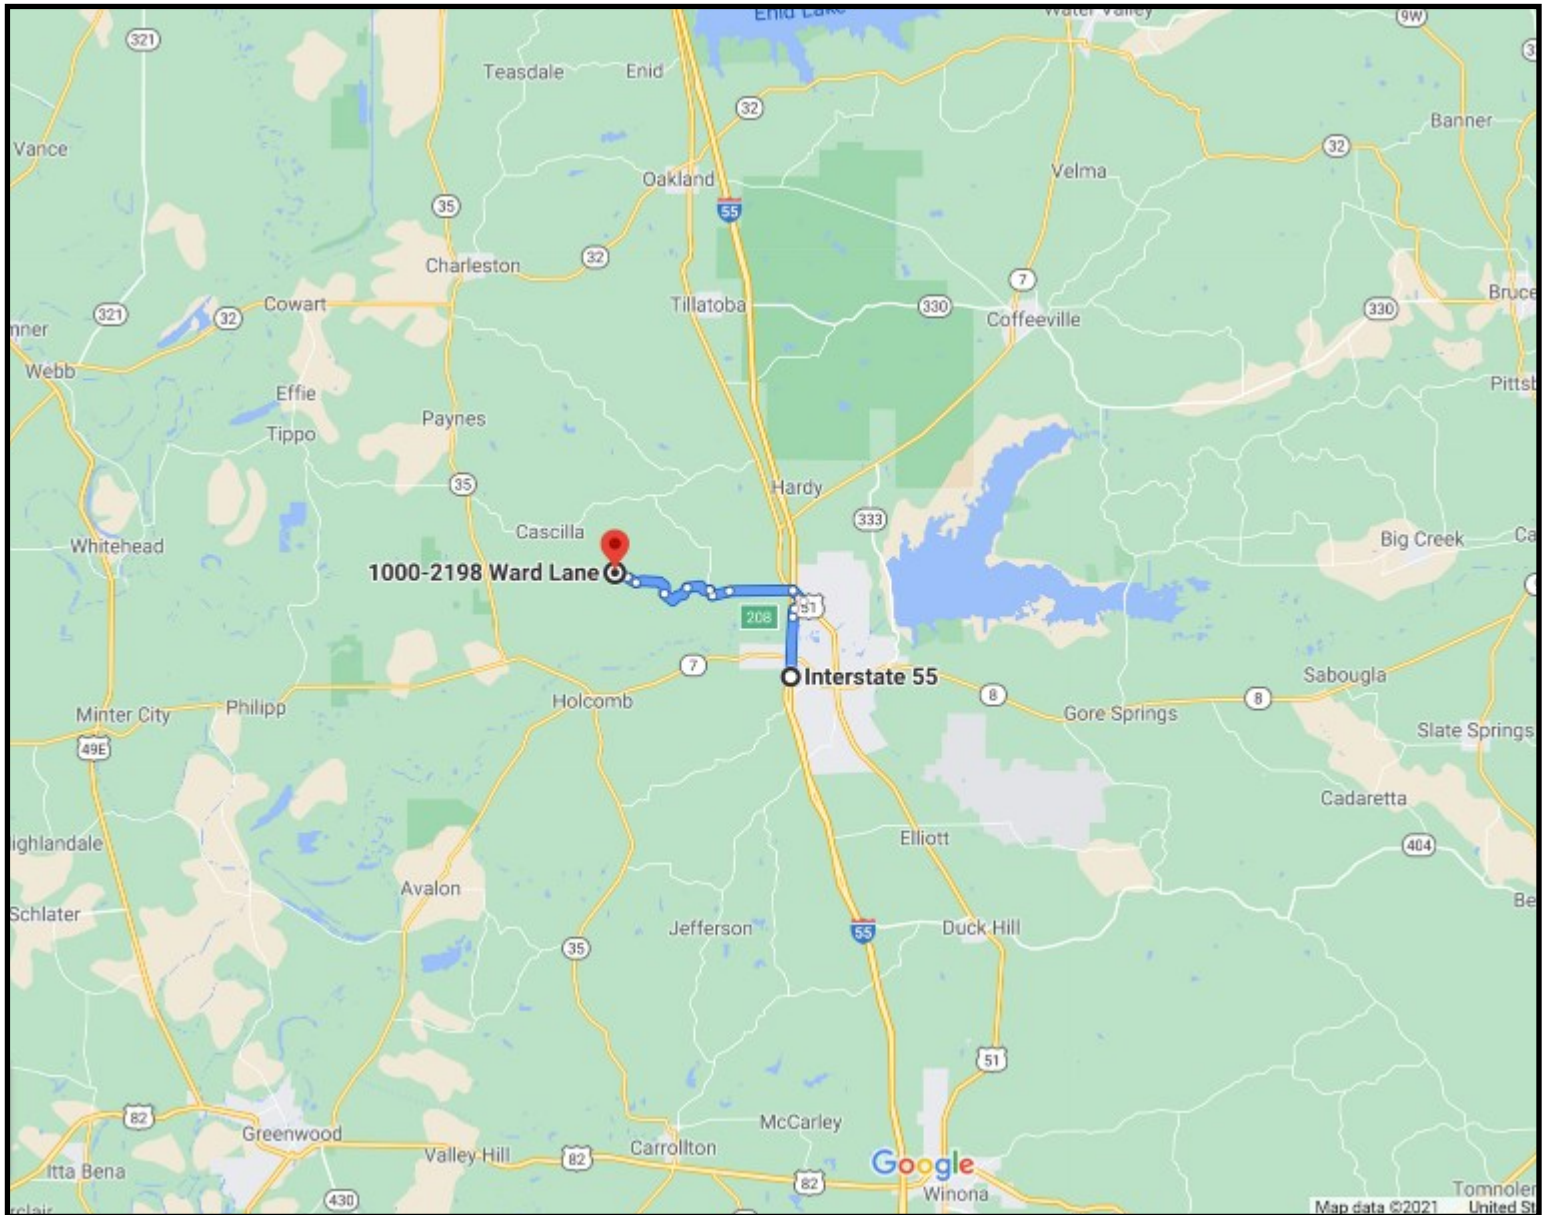 Enid Lake
Water Valley
9W
321
Teasdale
Enid
32
Banner
Vance
32
Velma
Oakland
35
55
Charleston
32
7
Bruce
Cowart
Tillatoba
330
Coffeeville
330
321
32
Webb
Effie
Pittsb
Paynes
Tippo
35
Hardy
333
Cascilla
Whitehead
Big Creek
Ca
1000-2198 Ward Lane
208
51
7
Interstate 55
Sabougla
Holcomb
8
8
Minter City
Philipp
Gore Springs
49E
Slate Springs
Cadaretta
ighlandale
Elliott
404
Avalon
Be
Schlater
Jefferson
55
Duck Hill
35
51
82
McCarley
Greenwood
Carrollton
Valley Hill
82
Itta Bena
Google
82
Winona
430
Tomnolen
Map data ©2021
United St